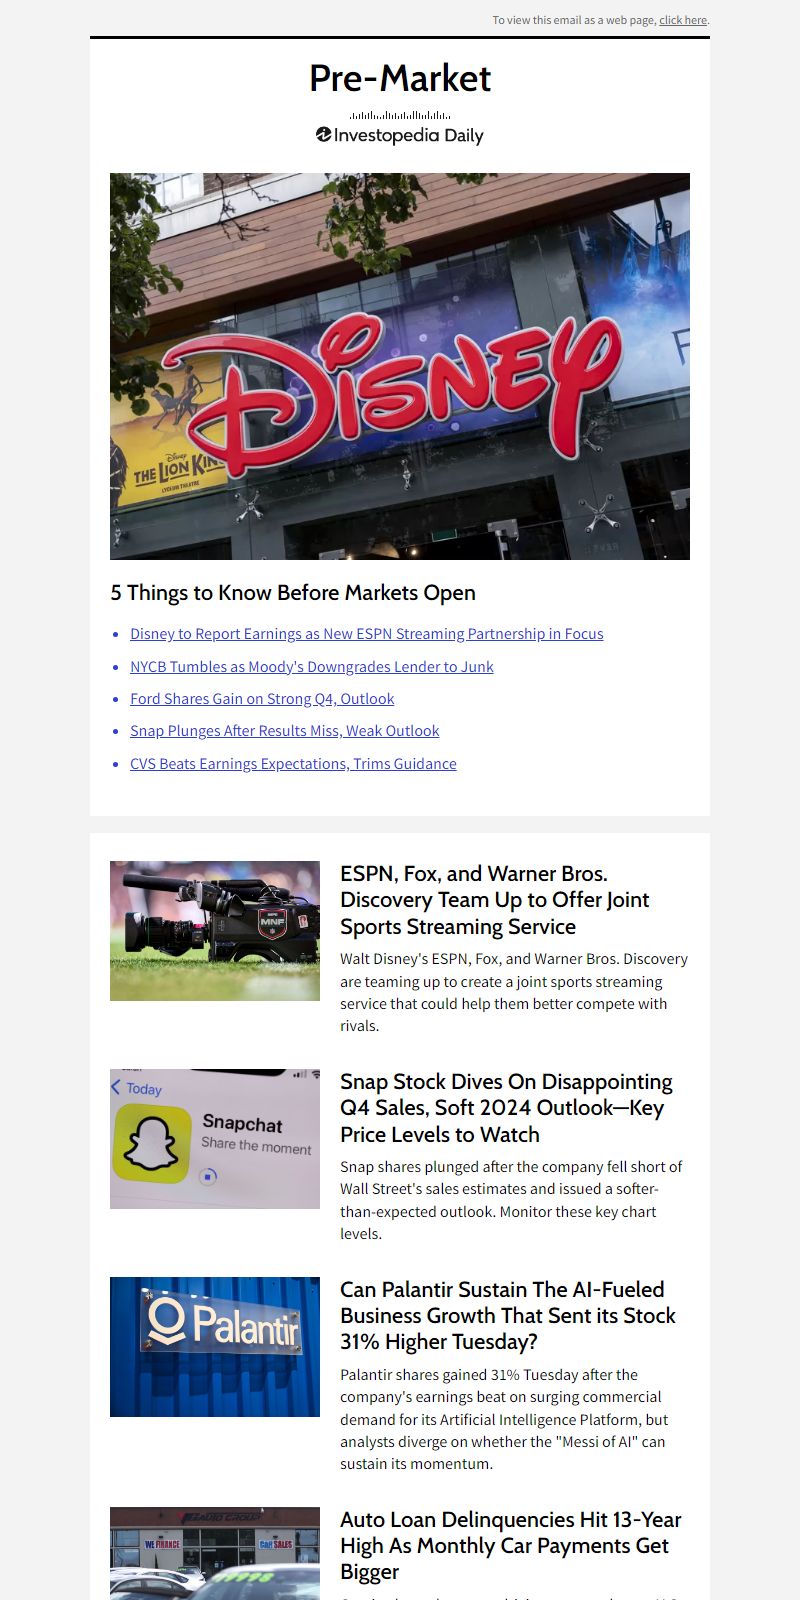 To view this email as a web page, click here.
Pre-Market
Investopedia Daily
DISNEY
Disney
THE LION KIN
LYCEUM THEATRE
5 Things to Know Before Markets Open
Disney to Report Earnings as New ESPN Streaming Partnership in Focus
NYCB Tumbles as Moody's Downgrades Lender to Junk
Ford Shares Gain on Strong Q4, Outlook
Snap Plunges After Results Miss, Weak Outlook
CVS Beats Earnings Expectations, Trims Guidance
MNF
ESPN, Fox, and Warner Bros.
Discovery Team Up to Offer Joint
Sports Streaming Service
Walt Disney's ESPN, Fox, and Warner Bros. Discovery
are teaming up to create a joint sports streaming
service that could help them better compete with
rivals.
Today
Snapchat
Share the moment
Snap Stock Dives On Disappointing
Q4 Sales, Soft 2024 Outlook—Key
Price Levels to Watch
Snap shares plunged after the company fell short of
Wall Street's sales estimates and issued a softer-
than-expected outlook. Monitor these key chart
levels.
Palantir
Can Palantir Sustain The AI-Fueled
Business Growth That Sent its Stock
31% Higher Tuesday?
Palantir shares gained 31% Tuesday after the
company's earnings beat on surging commercial
demand for its Artificial Intelligence Platform, but
analysts diverge on whether the "Messi of AI" can
sustain its momentum.
AUTO GROUP
WE FINANCE
CAR SALES
Auto Loan Delinquencies Hit 13-Year
High As Monthly Car Payments Get
Bigger